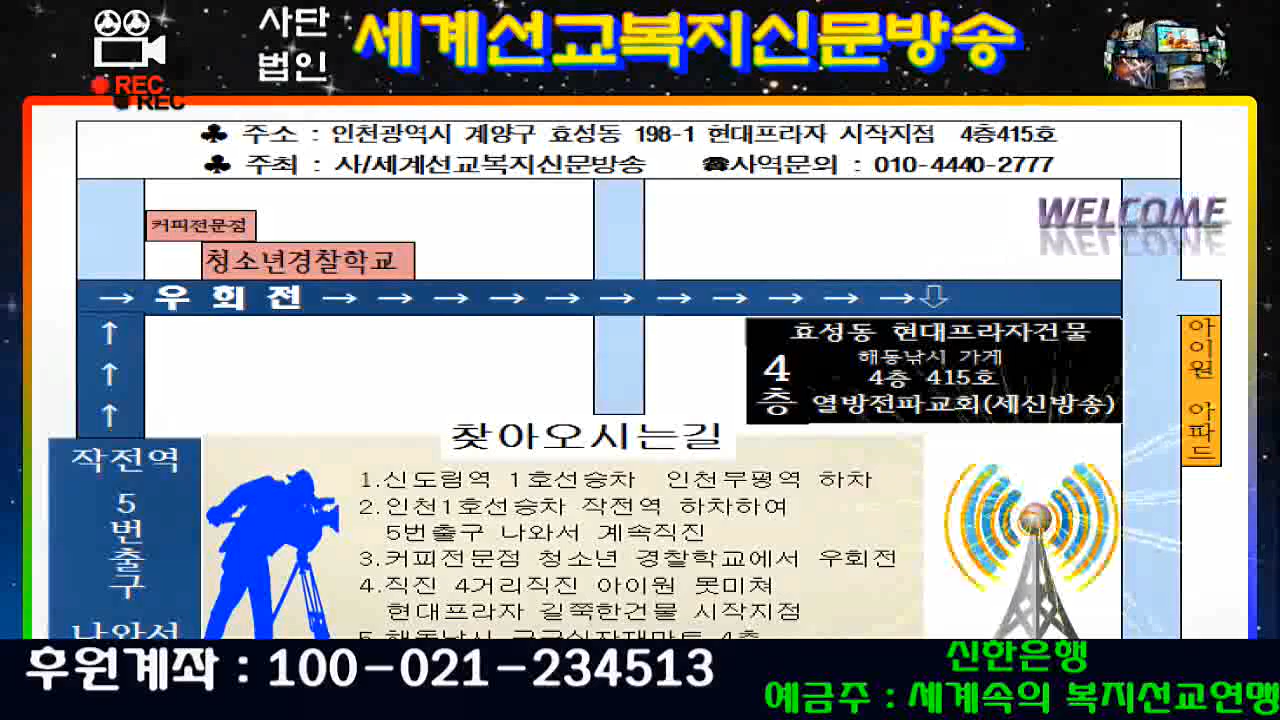 사단
법인
세계선교복지신문방송
REC
REC
♣ 주소 : 인천광역시 계양구 효성동 198-1 현대프라자 시작지점 4층415호
♣ 주최 : 사/세계선교복지신문방송 ☎사역문의 : 010-4440-2777
WELCOME
커피전문점
청소년경찰학교
→ 우 회 전 → → → → → → → → → → → ⇩
↑
↑
↑
효성동 현대프라자건물
해동낚시 가게
4층 4층 415호
열방전파교회(세신방송)
아이원 아파드
찾아오시는길
작전역
5번출구
나와서
1.신도림역 1호선승차 인천부평역 하차
2.인천1호선승차 작전역 하차하여
5번출구 나와서 계속직진
3.커피전문점 청소년 경찰학교에서 우회전
4.직진 4거리직진 아이원 못미쳐
현대프라자 길쭉한건물 시작지점
5.해동낚시 4층
후원계좌 : 100-021-234513
신한은행
예금주 : 세계속의 복지선교연맹